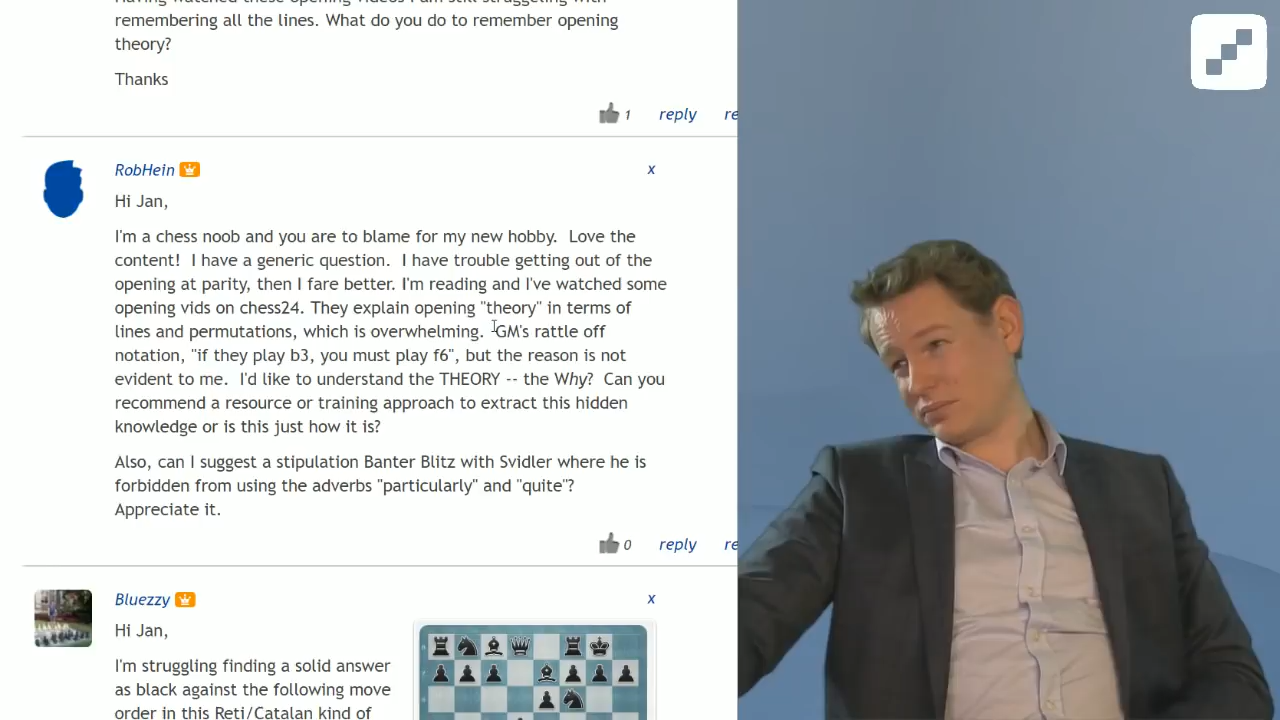 remembering all the lines. What do you do to remember opening
theory?
Thanks
1 reply re
RobHein x
Hi Jan,
I'm a chess noob and you are to blame for my new hobby. Love the
content! I have a generic question. I have trouble getting out of the
opening at parity, then I fare better. I'm reading and I've watched some
opening vids on chess24. They explain opening "theory" in terms of
lines and permutations, which is overwhelming. GM's rattle off
notation, "if they play b3, you must play f6", but the reason is not
evident to me. I'd like to understand the THEORY -- the Why? Can you
recommend a resource or training approach to extract this hidden
knowledge or is this just how it is?
Also, can I suggest a stipulation Banter Blitz with Svidler where he is
forbidden from using the adverbs "particularly" and "quite"?
Appreciate it.
0 reply re
Bluezzy x
Hi Jan,
I'm struggling finding a solid answer
as black against the following move
order in this Reti/Catalan kind of